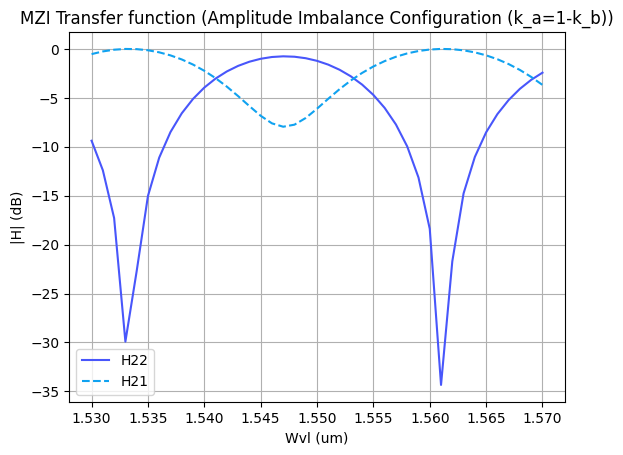 MZI Transfer function (Amplitude Imbalance Configuration (k_a=1-k_b))
|H| (dB)
0
−5
−10
−15
−20
−25
−30
−35
H22
H21
1.530 1.535 1.540 1.545 1.550 1.555 1.560 1.565 1.570
Wvl (um)